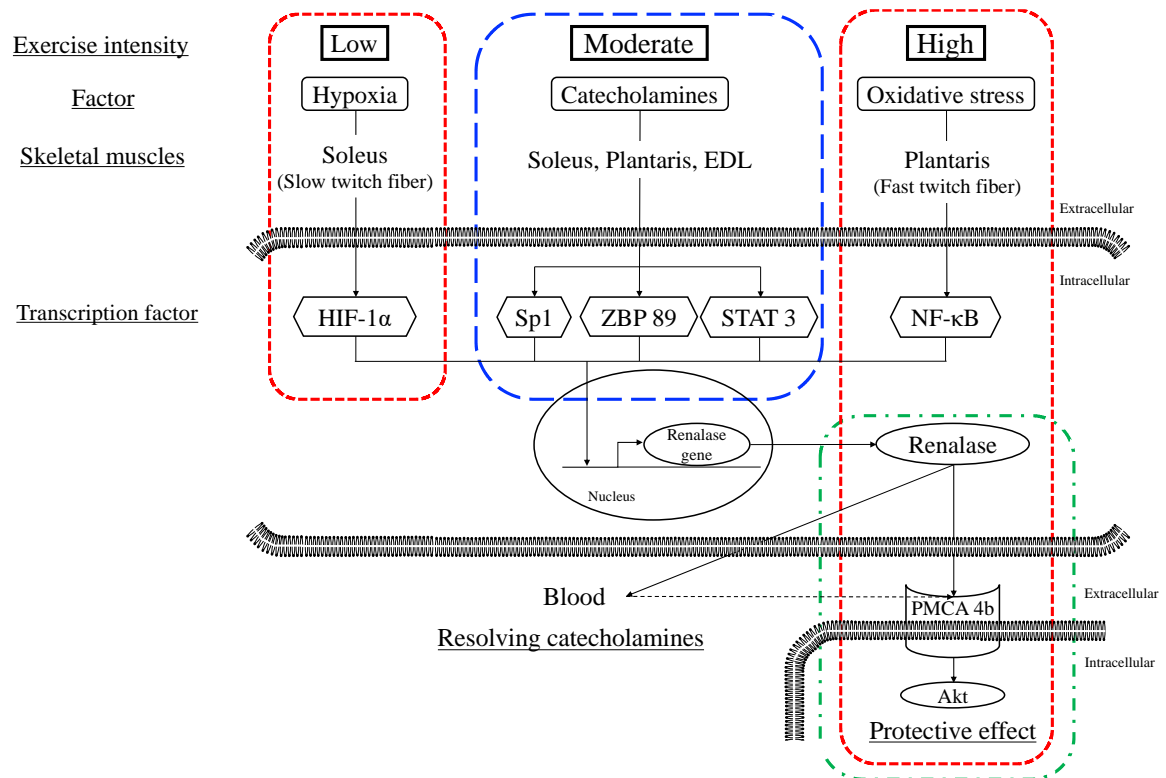 Exercise intensity
Low
Moderate
High
Factor
Hypoxia
Catecholamines
Oxidative stress
Skeletal muscles
Soleus
(Slow twitch fiber)
Soleus, Plantaris, EDL
Plantaris
(Fast twitch fiber)
Extracellular
Intracellular
Transcription factor
HIF-1α
Sp1
ZBP 89
STAT 3
NF-κB
Renalase
gene
Nucleus
Renalase
Blood
PMCA 4b
Extracellular
Resolving catecholamines
Intracellular
Akt
Protective effect